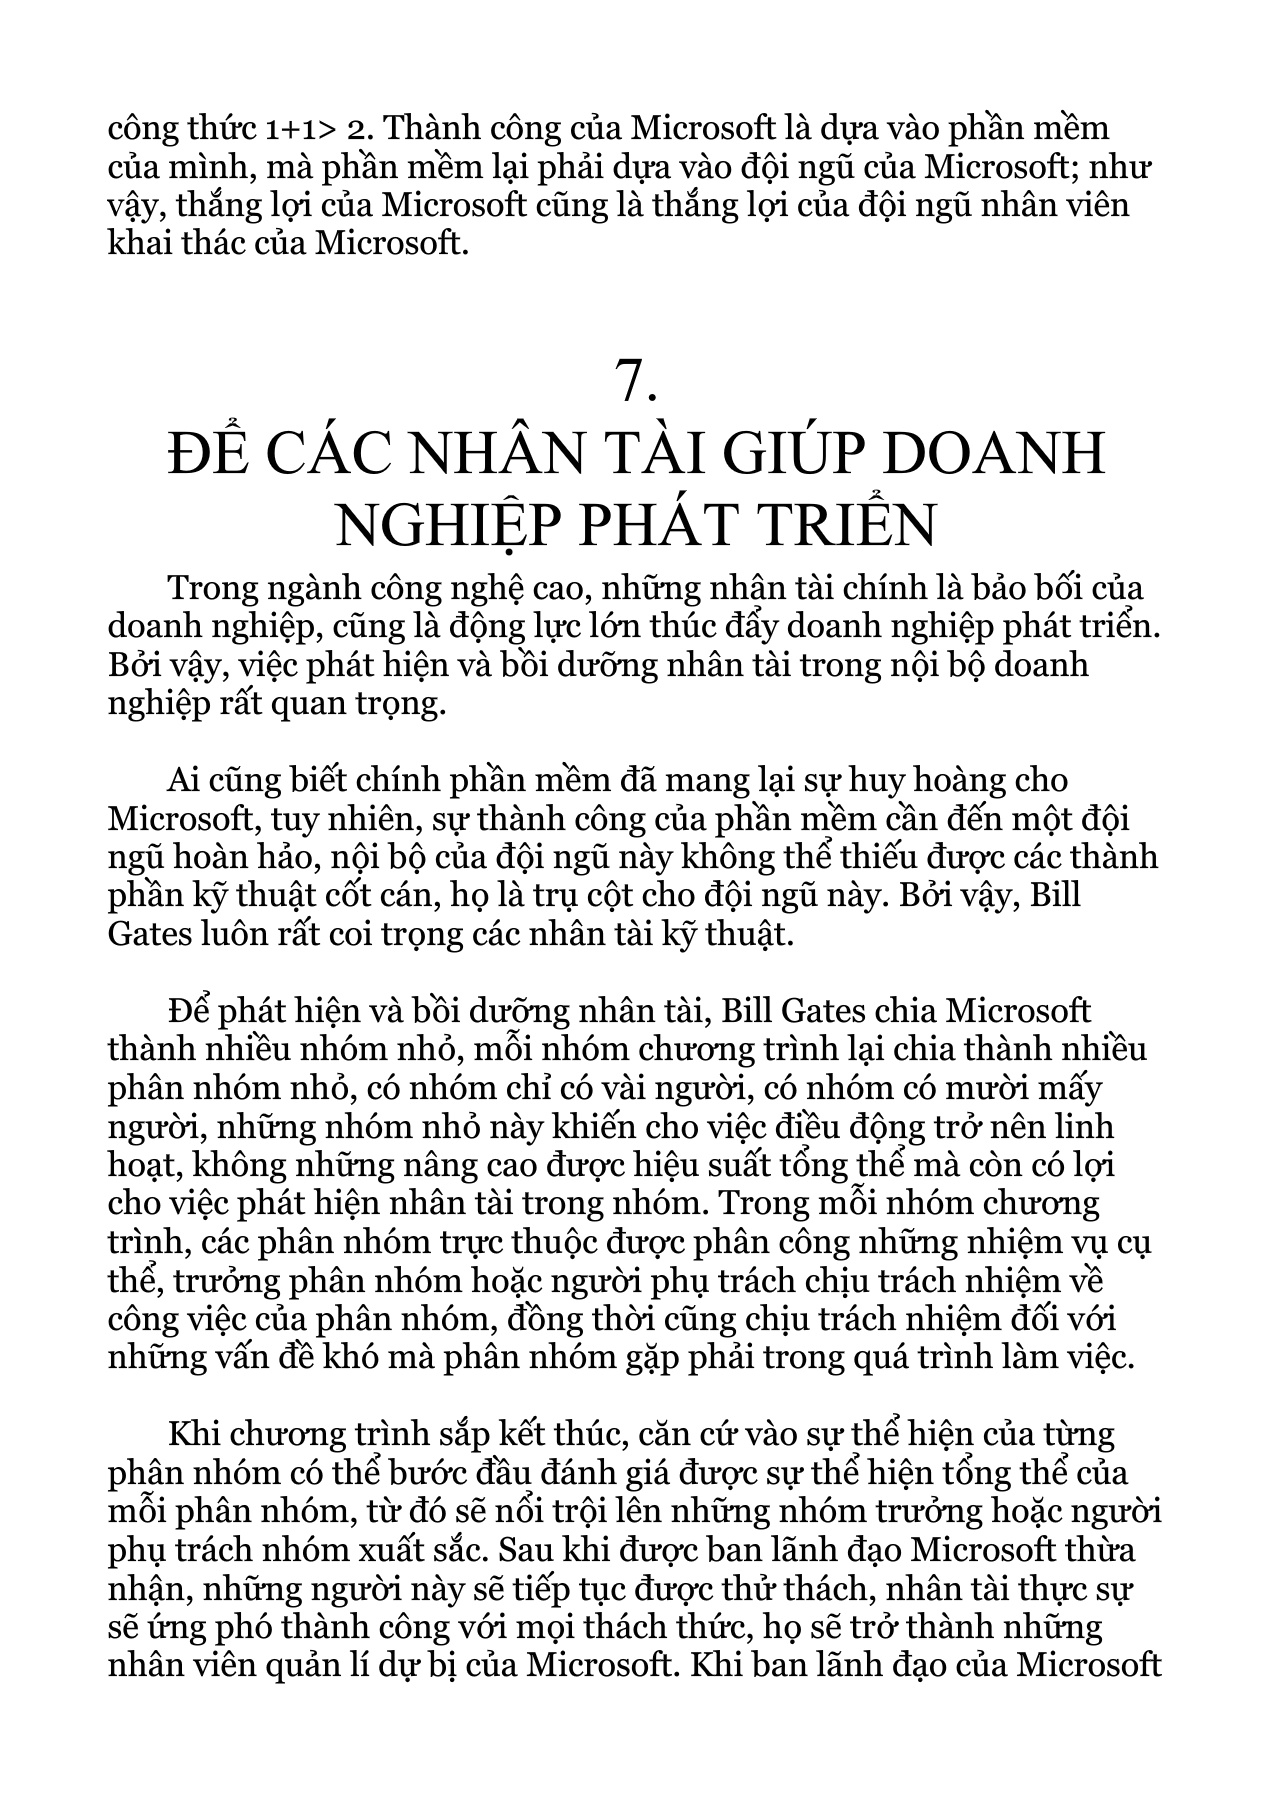 công thức 1+1> 2. Thành công của Microsoft là dựa vào phần mềm
của mình, mà phần mềm lại phải dựa vào đội ngũ của Microsoft; như
vậy, thắng lợi của Microsoft cũng là thắng lợi của đội ngũ nhân viên
khai thác của Microsoft.
7.
ĐỂ CÁC NHÂN TÀI GIÚP DOANH
NGHIỆP PHÁT TRIỂN
Trong ngành công nghệ cao, những nhân tài chính là bảo bối của
doanh nghiệp, cũng là động lực lớn thúc đẩy doanh nghiệp phát triển.
Bởi vậy, việc phát hiện và bồi dưỡng nhân tài trong nội bộ doanh
nghiệp rất quan trọng.
Ai cũng biết chính phần mềm đã mang lại sự huy hoàng cho
Microsoft, tuy nhiên, sự thành công của phần mềm cần đến một đội
ngũ hoàn hảo, nội bộ của đội ngũ này không thể thiếu được các thành
phần kỹ thuật cốt cán, họ là trụ cột cho đội ngũ này. Bởi vậy, Bill
Gates luôn rất coi trọng các nhân tài kỹ thuật.
Để phát hiện và bồi dưỡng nhân tài, Bill Gates chia Microsoft
thành nhiều nhóm nhỏ, mỗi nhóm chương trình lại chia thành nhiều
phân nhóm nhỏ, có nhóm chỉ có vài người, có nhóm có mười mấy
người, những nhóm nhỏ này khiến cho việc điều động trở nên linh
hoạt, không những nâng cao được hiệu suất tổng thể mà còn có lợi
cho việc phát hiện nhân tài trong nhóm. Trong mỗi nhóm chương
trình, các phân nhóm trực thuộc được phân công những nhiệm vụ cụ
thể, trưởng phân nhóm hoặc người phụ trách chịu trách nhiệm về
công việc của phân nhóm, đồng thời cũng chịu trách nhiệm đối với
những vấn đề khó mà phân nhóm gặp phải trong quá trình làm việc.
Khi chương trình sắp kết thúc, căn cứ vào sự thể hiện của từng
phân nhóm có thể bước đầu đánh giá được sự thể hiện tổng thể của
mỗi phân nhóm, từ đó sẽ nổi trội lên những nhóm trưởng hoặc người
phụ trách nhóm xuất sắc. Sau khi được ban lãnh đạo Microsoft thừa
nhận, những người này sẽ tiếp tục được thử thách, nhân tài thực sự
sẽ ứng phó thành công với mọi thách thức, họ sẽ trở thành những
nhân viên quản lí dự bị của Microsoft. Khi ban lãnh đạo của Microsoft